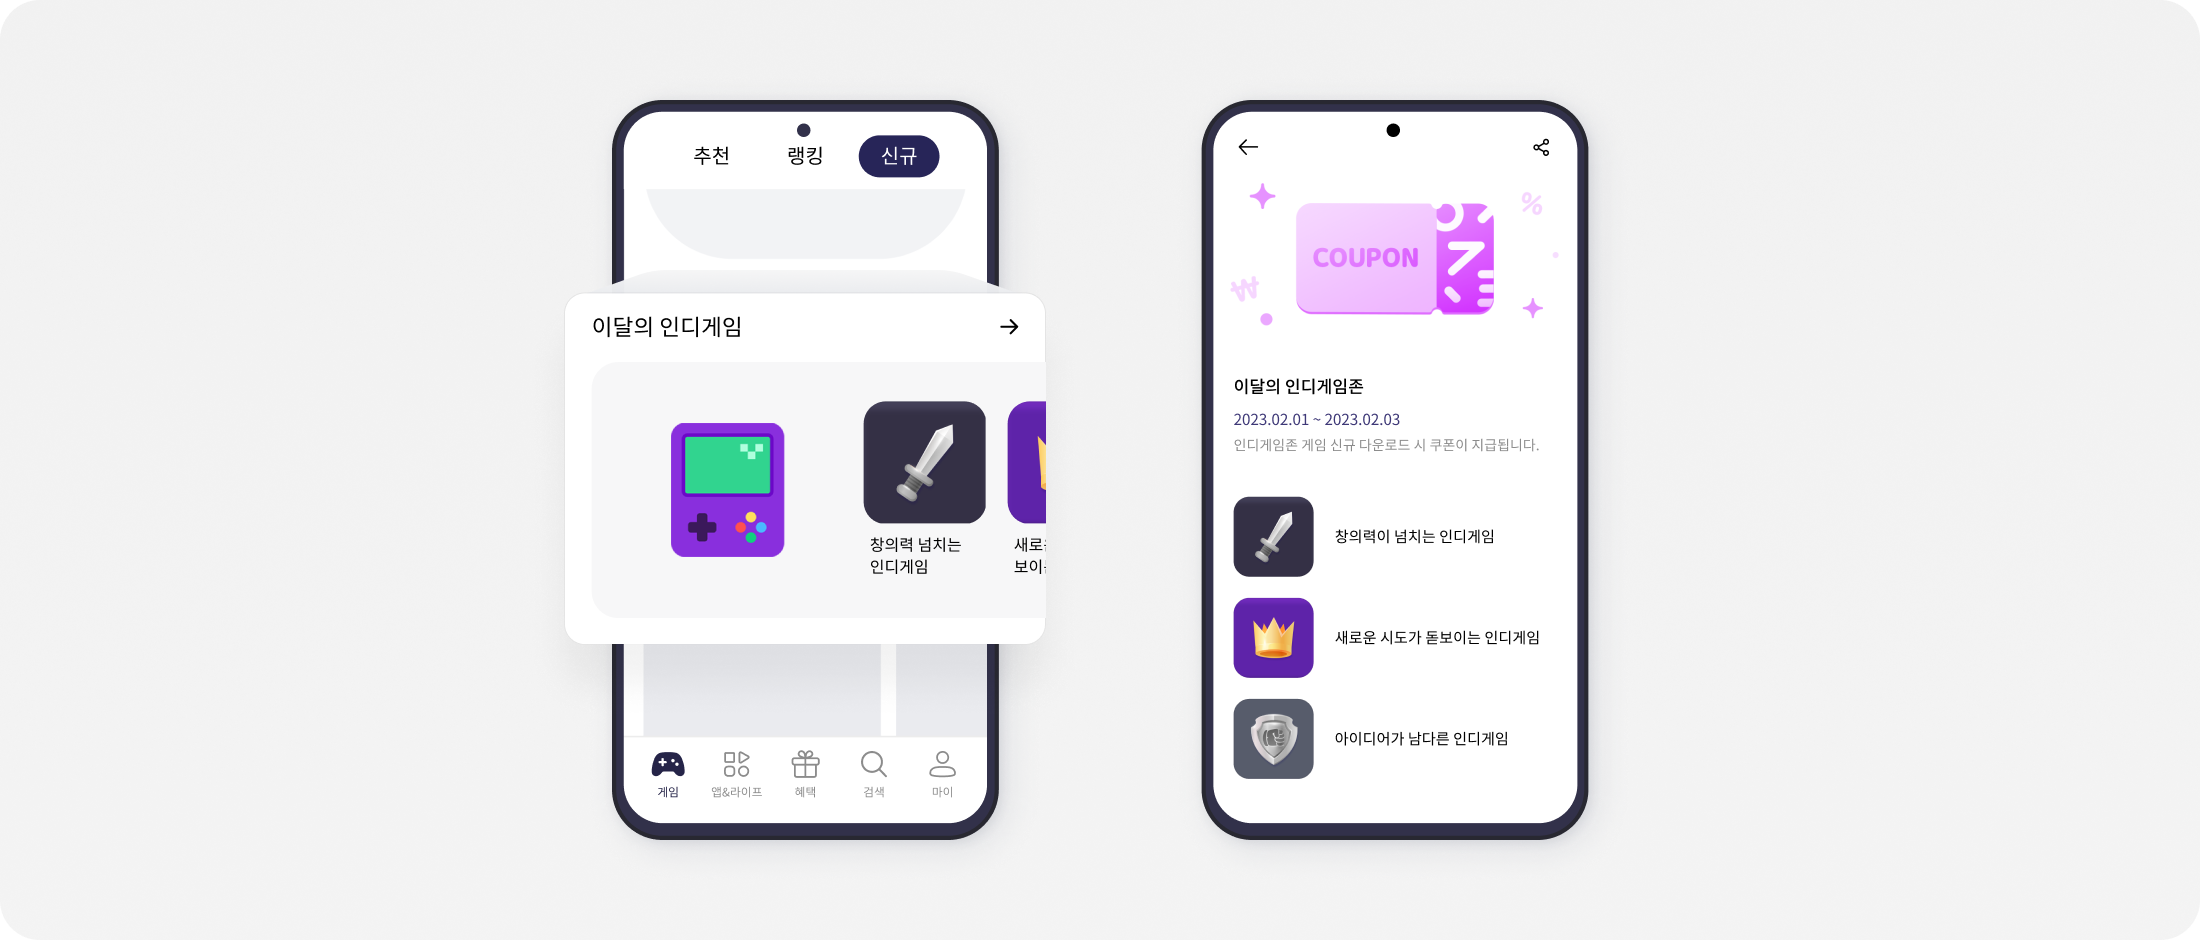 추천 랭킹 신규
이달의 인디게임
창의력 넘치는
인디게임
새로
보이
게임 앱&라이프 혜택 검색 마이
%
COUPON
₩
이달의 인디게임존
2023.02.01 ~ 2023.02.03
인디게임존 게임 신규 다운로드 시 쿠폰이 지급됩니다.
창의력이 넘치는 인디게임
새로운 시도가 돋보이는 인디게임
아이디어가 남다른 인디게임